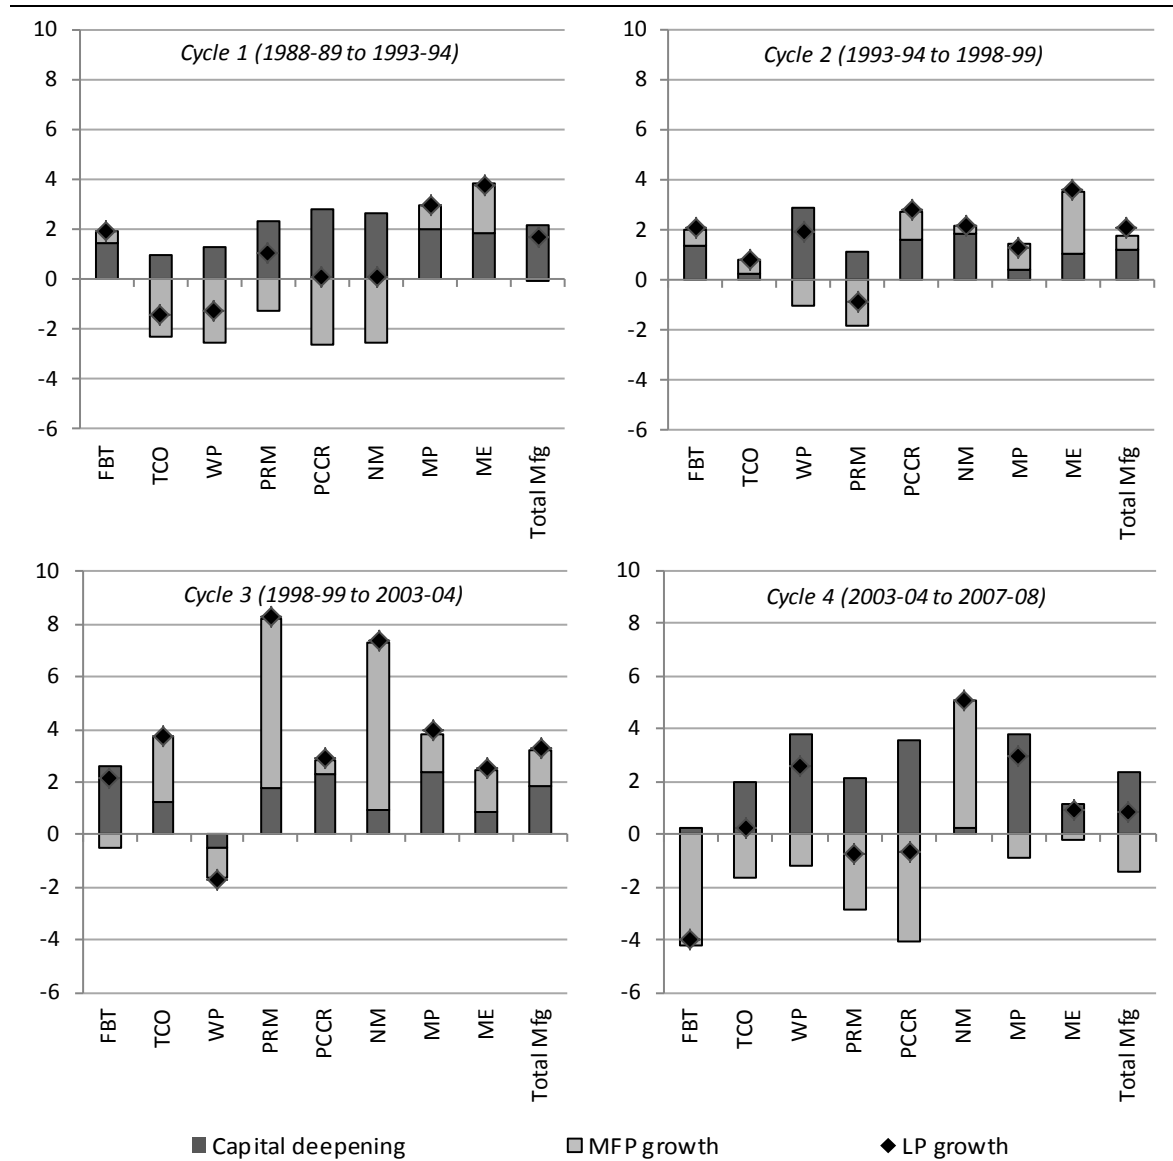 Cycle 1 (1988-89 to 1993-94)
10
8
6
4
2
0
-2
-4
-6
FBT
TCO
WP
PRM
PCCR
NM
MP
ME
Total Mfg
Cycle 2 (1993-94 to 1998-99)
10
8
6
4
2
0
-2
-4
-6
FBT
TCO
WP
PRM
PCCR
NM
MP
ME
Total Mfg
Cycle 3 (1998-99 to 2003-04)
10
8
6
4
2
0
-2
-4
-6
FBT
TCO
WP
PRM
PCCR
NM
MP
ME
Total Mfg
Cycle 4 (2003-04 to 2007-08)
10
8
6
4
2
0
-2
-4
-6
FBT
TCO
WP
PRM
PCCR
NM
MP
ME
Total Mfg
Capital deepening
MFP growth
LP growth